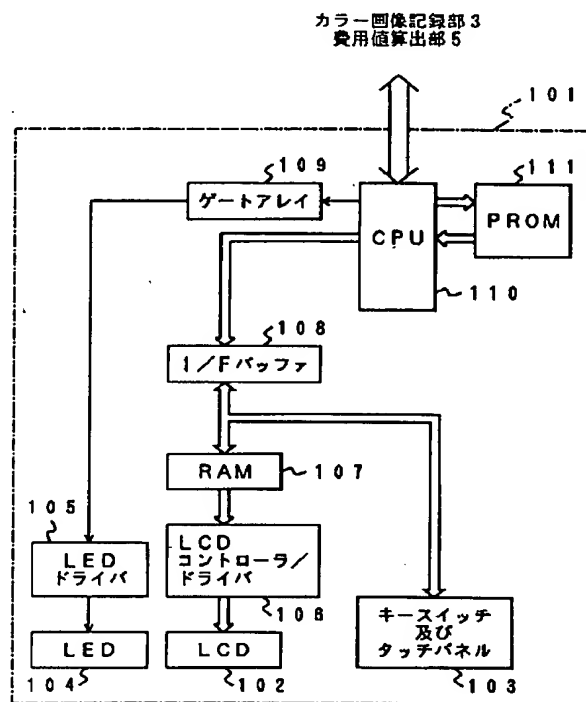 カラー画像記録部3
費用値算出部5
101
109
ゲートアレイ
CPU
111
PROM
110
108
I/Fバッファ
RAM
107
105
LED
ドライバ
LCD
コントローラ/
ドライバ
106
キースイッチ
及び
タッチパネル
LED
LCD
104
102
103